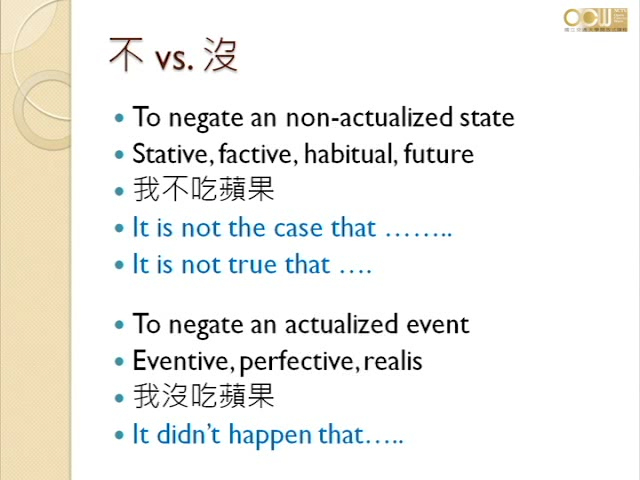 OCW
不 vs. 沒
To negate an non-actualized state
Stative, factive, habitual, future
我不吃蘋果
It is not the case that ........
It is not true that ....
To negate an actualized event
Eventive, perfective, realis
我沒吃蘋果
It didn't happen that.....